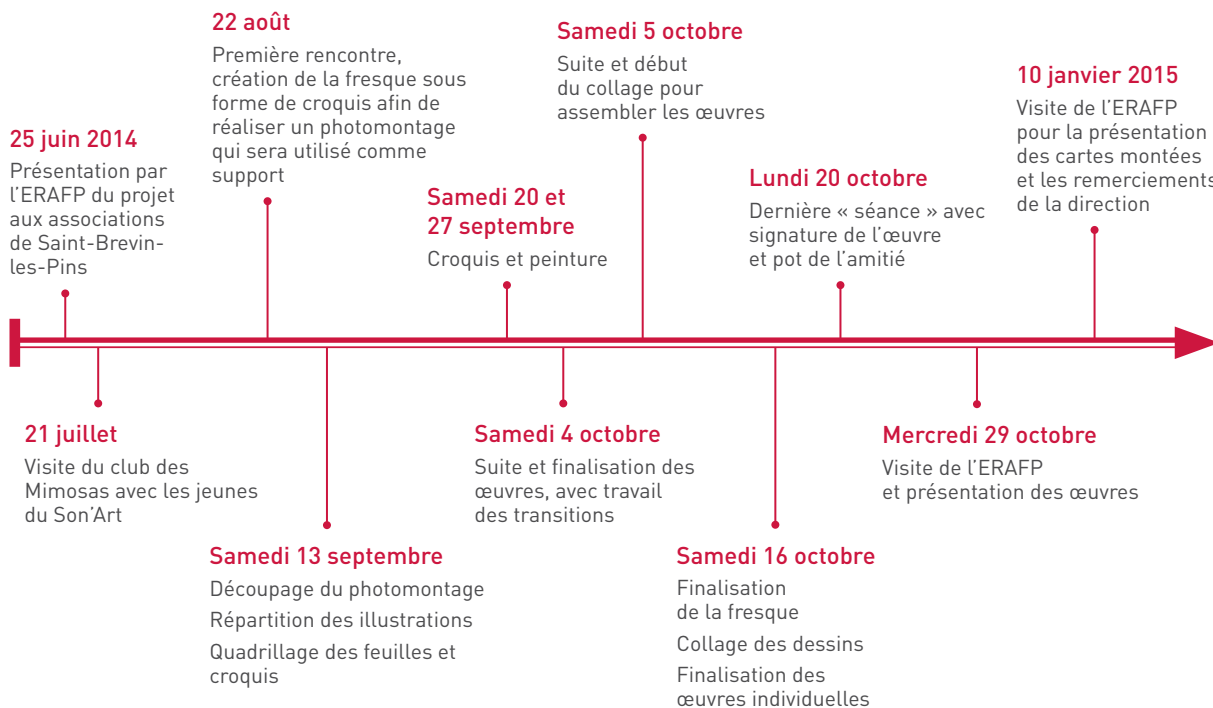 25 juin 2014
Présentation par
l’ERAFP du projet
aux associations
de Saint-Brevin-
les-Pins
21 juillet
Visite du club des
Mimosas avec les jeunes
du Son’Art
22 août
Première rencontre,
création de la fresque sous
forme de croquis afin de
réaliser un photomontage
qui sera utilisé comme
support
Samedi 13 septembre
Découpage du photomontage
Répartition des illustrations
Quadrillage des feuilles et
croquis
Samedi 20 et
27 septembre
Croquis et peinture
Samedi 4 octobre
Suite et finalisation des
œuvres, avec travail
des transitions
Samedi 5 octobre
Suite et début
du collage pour
assembler les œuvres
Samedi 16 octobre
Finalisation
de la fresque
Collage des dessins
Finalisation des
œuvres individuelles
Lundi 20 octobre
Dernière « séance » avec
signature de l’œuvre
et pot de l’amitié
Mercredi 29 octobre
Visite de l’ERAFP
et présentation des œuvres
10 janvier 2015
Visite de l’ERAFP
pour la présentation
des cartes montées
et les remerciements
de la direction